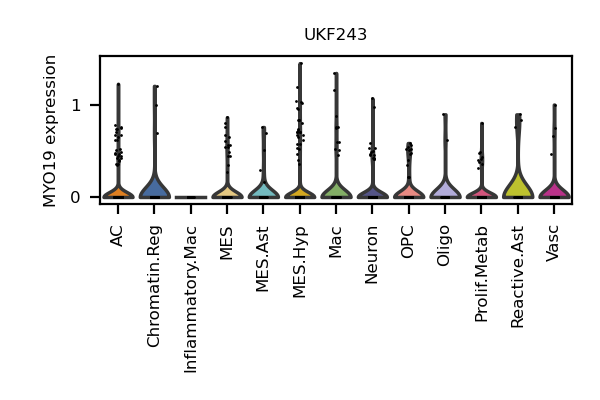 UKF243
MYO19 expression
1
0
AC
Chromatin.Reg
Inflammatory.Mac
MES
MES.Ast
MES.Hyp
Mac
Neuron
OPC
Oligo
Prolif.Metab
Reactive.Ast
Vasc